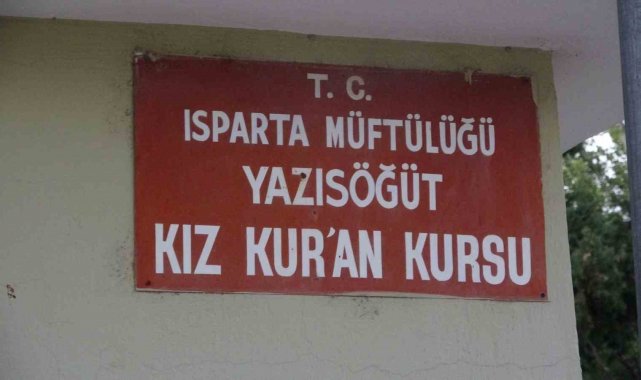 T. C.
ISPARTA MÜFTÜLÜĞÜ
YAZISÖĞÜT
KIZ KUR'AN KURSU